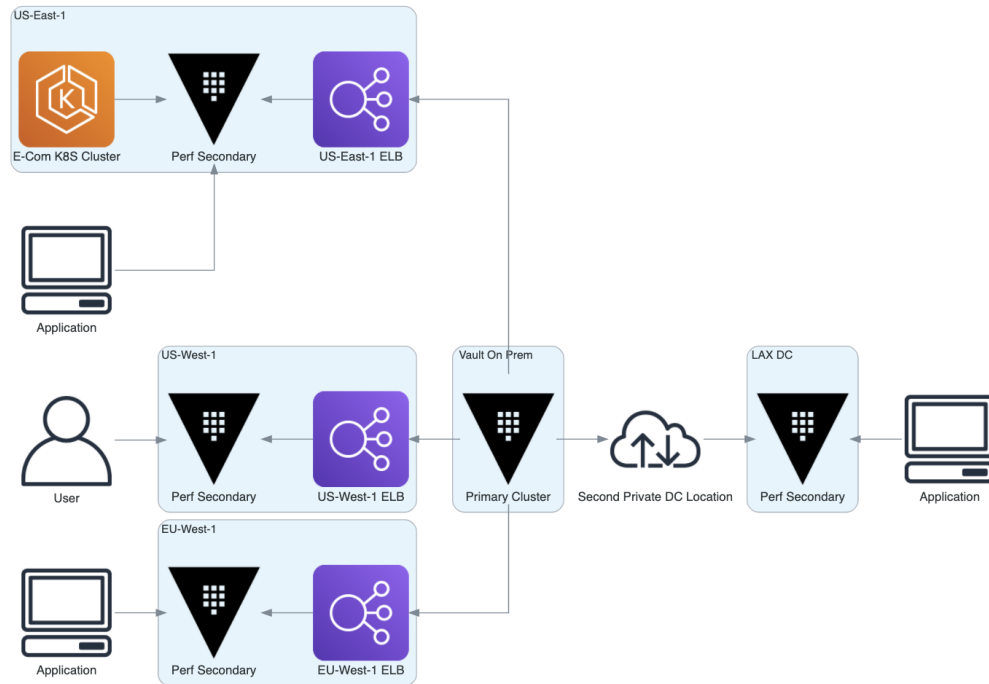 US-East-1
E-Com K8S Cluster
Perf Secondary
US-East-1 ELB
Application
US-West-1
Vault On Prem
LAX DC
User
Perf Secondary
US-West-1 ELB
Primary Cluster
Second Private DC Location
Perf Secondary
Application
EU-West-1
Application
Perf Secondary
EU-West-1 ELB
K